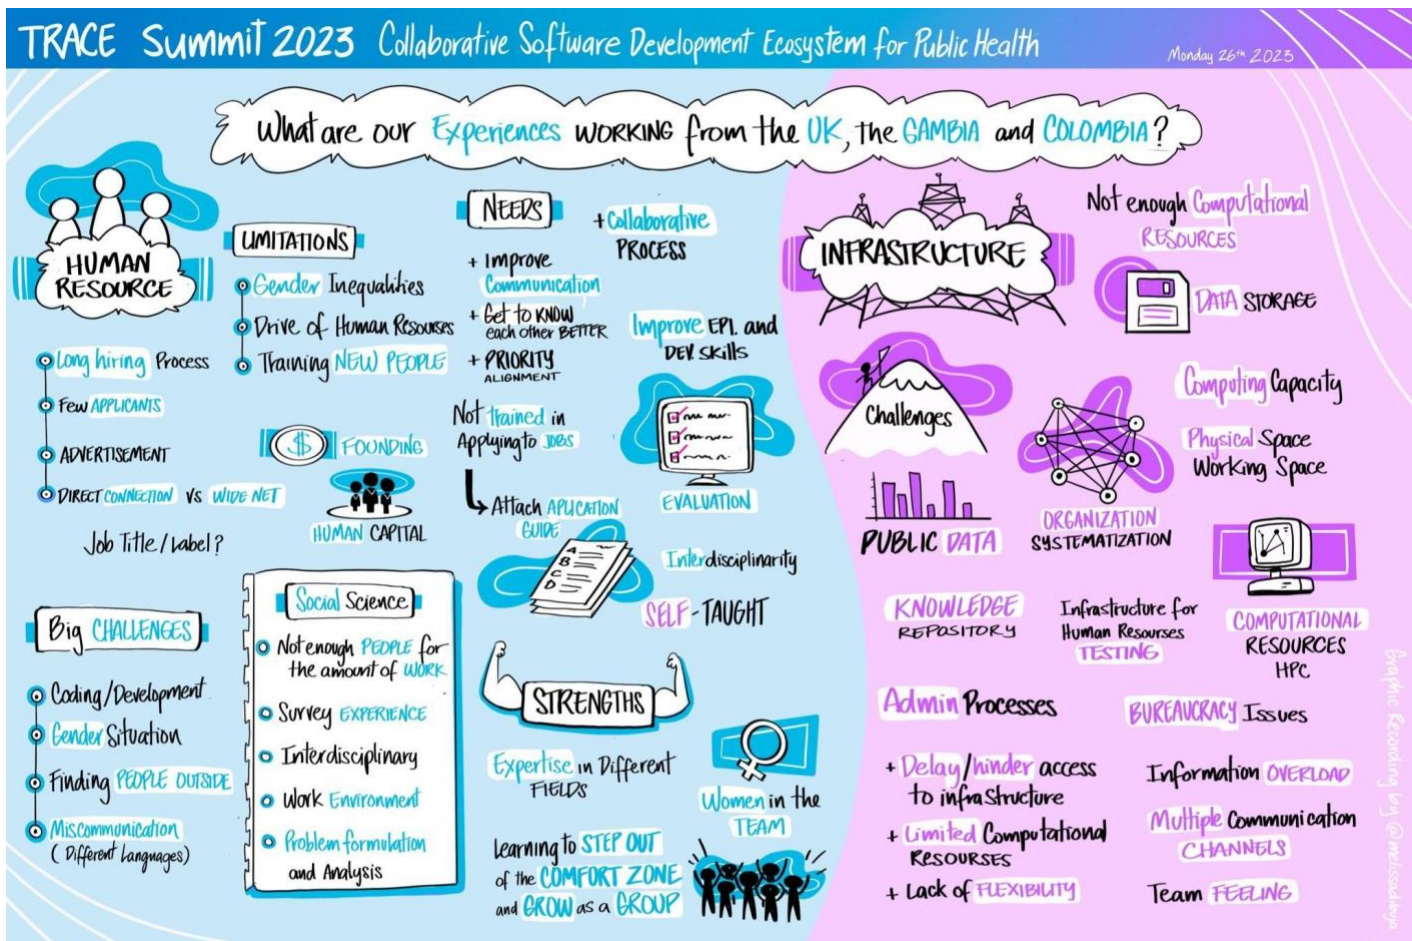 TRACE Summit 2023 Collaborative Software Development Ecosystem for Public Health
Monday 26th 2023
What are our Experiences WORKING from the UK, the GAMBIA and COLOMBIA?
HUMAN
RESOURCE
Long hiring Process
Few APPLICANTS
ADVERTISEMENT
DIRECT CONNECTION Vs WIDE NET
Job Title/Label?
LIMITATIONS
Gender Inequalities
Drive of Human Resourses
Training NEW PEOPLE
$ FOUNDING
HUMAN CAPITAL
NEEDS
+ Collaborative
PROCESS
+ Improve
Communication
+ Get to KNOW
each other BETTER
+ PRIORITY
ALIGNMENT
Improve EPI. and
DEV. SKills
Not trained in
Applying to JOBS
Attach APLICATION
GUIDE
A
B
C
D
EVALUATION
Interdisciplinarity
SELF-TAUGHT
Big CHALLENGES
Coding/Development
Gender Situation
Finding PEOPLE OUTSIDE
Miscommunication
(Different Languages)
Social Science
Not enough PEOPLE for
the amount of WORK
Survey EXPERIENCE
Interdisciplinary
Work Environment
Problem formulation
and Analysis
STRENGTHS
Expertise in Different
FIELDS
Women in the
TEAM
Learning to STEP OUT
of the COMFORT ZONE
and GROW as a GROUP
INFRASTRUCTURE
Not enough Computational
RESOURCES
DATA STORAGE
Challenges
Computing Capacity
Physical Space
Working Space
PUBLIC DATA
ORGANIZATION
SYSTEMATIZATION
KNOWLEDGE
REPOSITORY
Infrastructure for
Human Resourses
TESTING
COMPUTATIONAL
RESOURCES
HPC
Admin Processes
+ Delay/hinder access
to infraStructure
+ Limited Computational
RESOURSES
+ Lack of FLEXIBILITY
BUREAUCRACY Issues
Information OVERLOAD
Multiple Communication
CHANNELS
Team FEELING